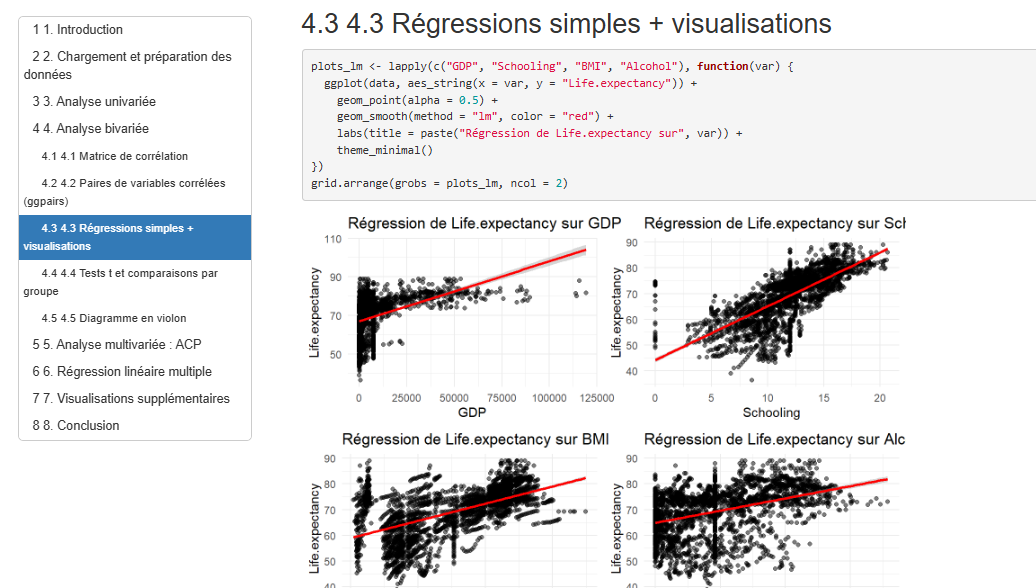 1 1. Introduction
2 2. Chargement et préparation des
données
3 3. Analyse univariée
4 4. Analyse bivariée
4.1 4.1 Matrice de corrélation
4.2 4.2 Paires de variables corrélées
(ggpairs)
4.3 4.3 Régressions simples +
visualisations
4.4 4.4 Tests t et comparaisons par
groupe
4.5 4.5 Diagramme en violon
5 5. Analyse multivariée : ACP
6 6. Régression linéaire multiple
7 7. Visualisations supplémentaires
8 8. Conclusion
4.3 4.3 Régressions simples + visualisations
plots_lm <- lapply(c("GDP", "Schooling", "BMI", "Alcohol"), function(var) {
ggplot(data, aes_string(x = var, y = "Life.expectancy")) +
geom_point(alpha = 0.5) +
geom_smooth(method = "lm", color = "red") +
labs(title = paste("Régression de Life.expectancy sur", var)) +
theme_minimal()
})
grid.arrange(grobs = plots_lm, ncol = 2)
Régression de Life.expectancy sur GDP
110
90
70
50
Life.expectancy
0 25000 50000 75000 100000 125000
GDP
Régression de Life.expectancy sur Sch
90
80
70
60
50
40
Life.expectancy
0 5 10 15 20
Schooling
Régression de Life.expectancy sur BMI
90
80
70
60
50
40
Life.expectancy
Régression de Life.expectancy sur Alc
90
80
70
60
50
40
Life.expectancy